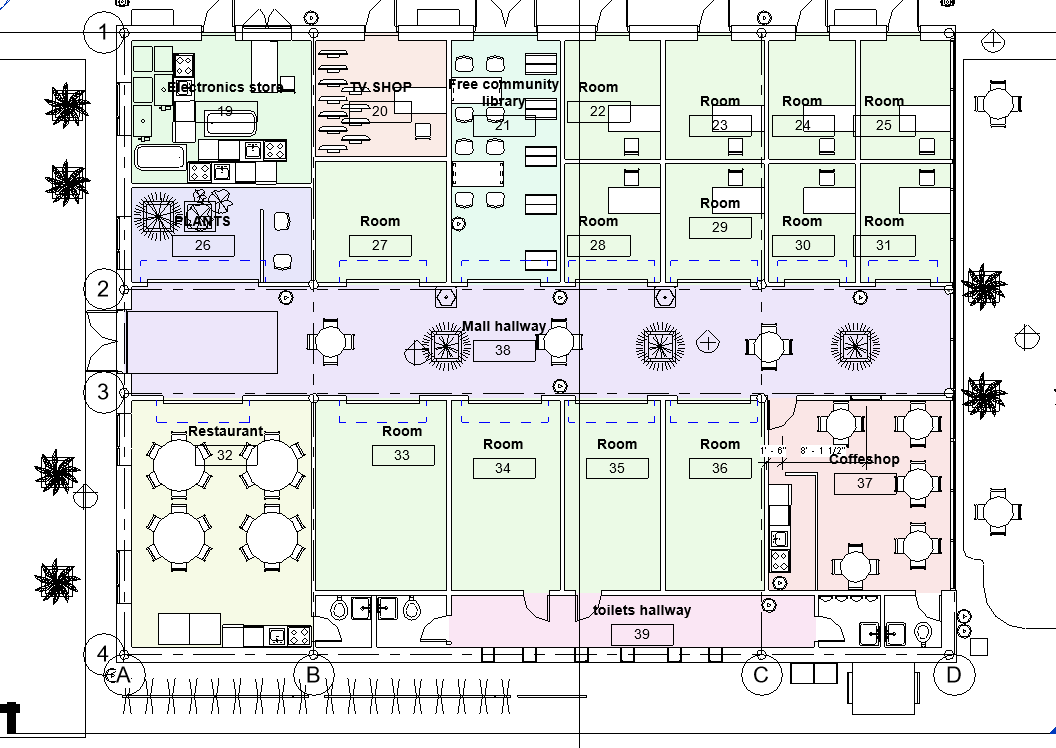 1
Electronics store
19
TV SHOP
20
Free community
library
21
Room
22
Room
23
Room
24
Room
25
PLANTS
26
Room
27
Room
28
Room
29
Room
30
Room
31
2
Mall hallway
38
3
Restaurant
32
Room
33
Room
34
Room
35
Room
36
1' - 6"
8' - 1 1/2"
Coffeshop
37
toilets hallway
39
4
A
B
C
D